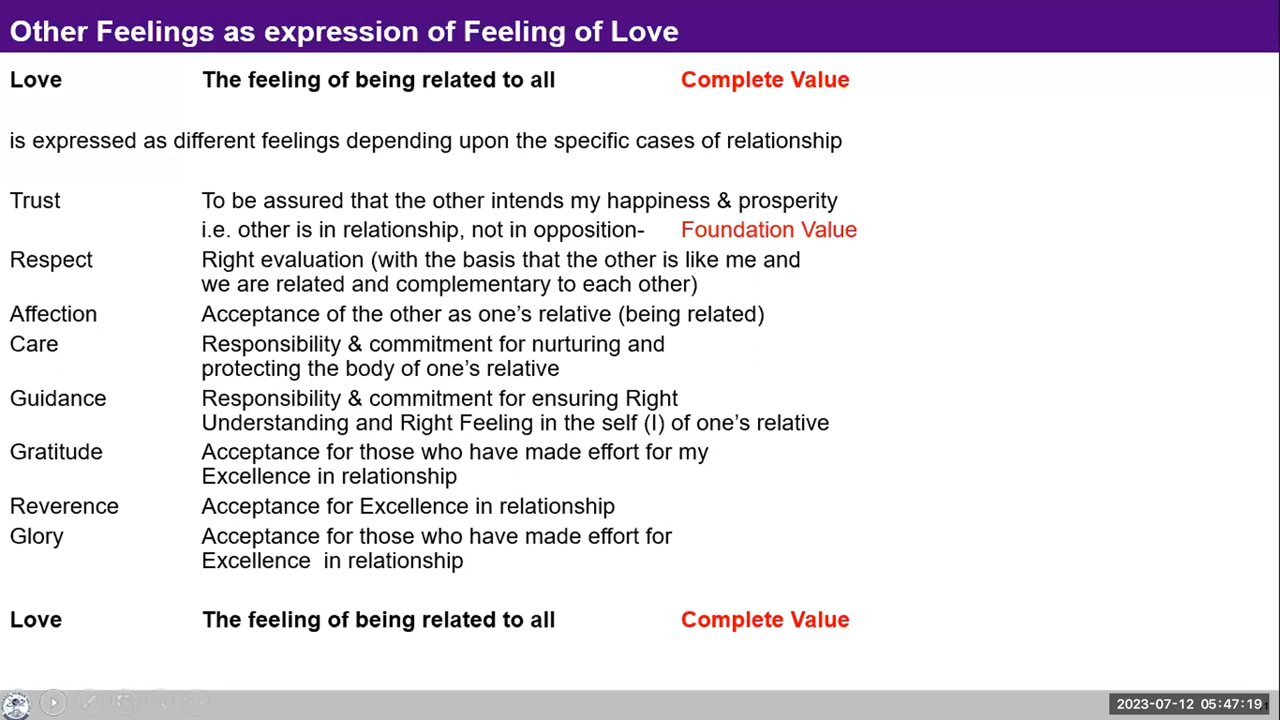 Other Feelings as expression of Feeling of Love
Love The feeling of being related to all Complete Value
is expressed as different feelings depending upon the specific cases of relationship
Trust To be assured that the other intends my happiness & prosperity
i.e. other is in relationship, not in opposition- Foundation Value
Respect Right evaluation (with the basis that the other is like me and
we are related and complementary to each other)
Affection Acceptance of the other as one’s relative (being related)
Care Responsibility & commitment for nurturing and
protecting the body of one’s relative
Guidance Responsibility & commitment for ensuring Right
Understanding and Right Feeling in the self (I) of one’s relative
Gratitude Acceptance for those who have made effort for my
Excellence in relationship
Reverence Acceptance for Excellence in relationship
Glory Acceptance for those who have made effort for
Excellence in relationship
Love The feeling of being related to all Complete Value
2023-07-12 05:47:19